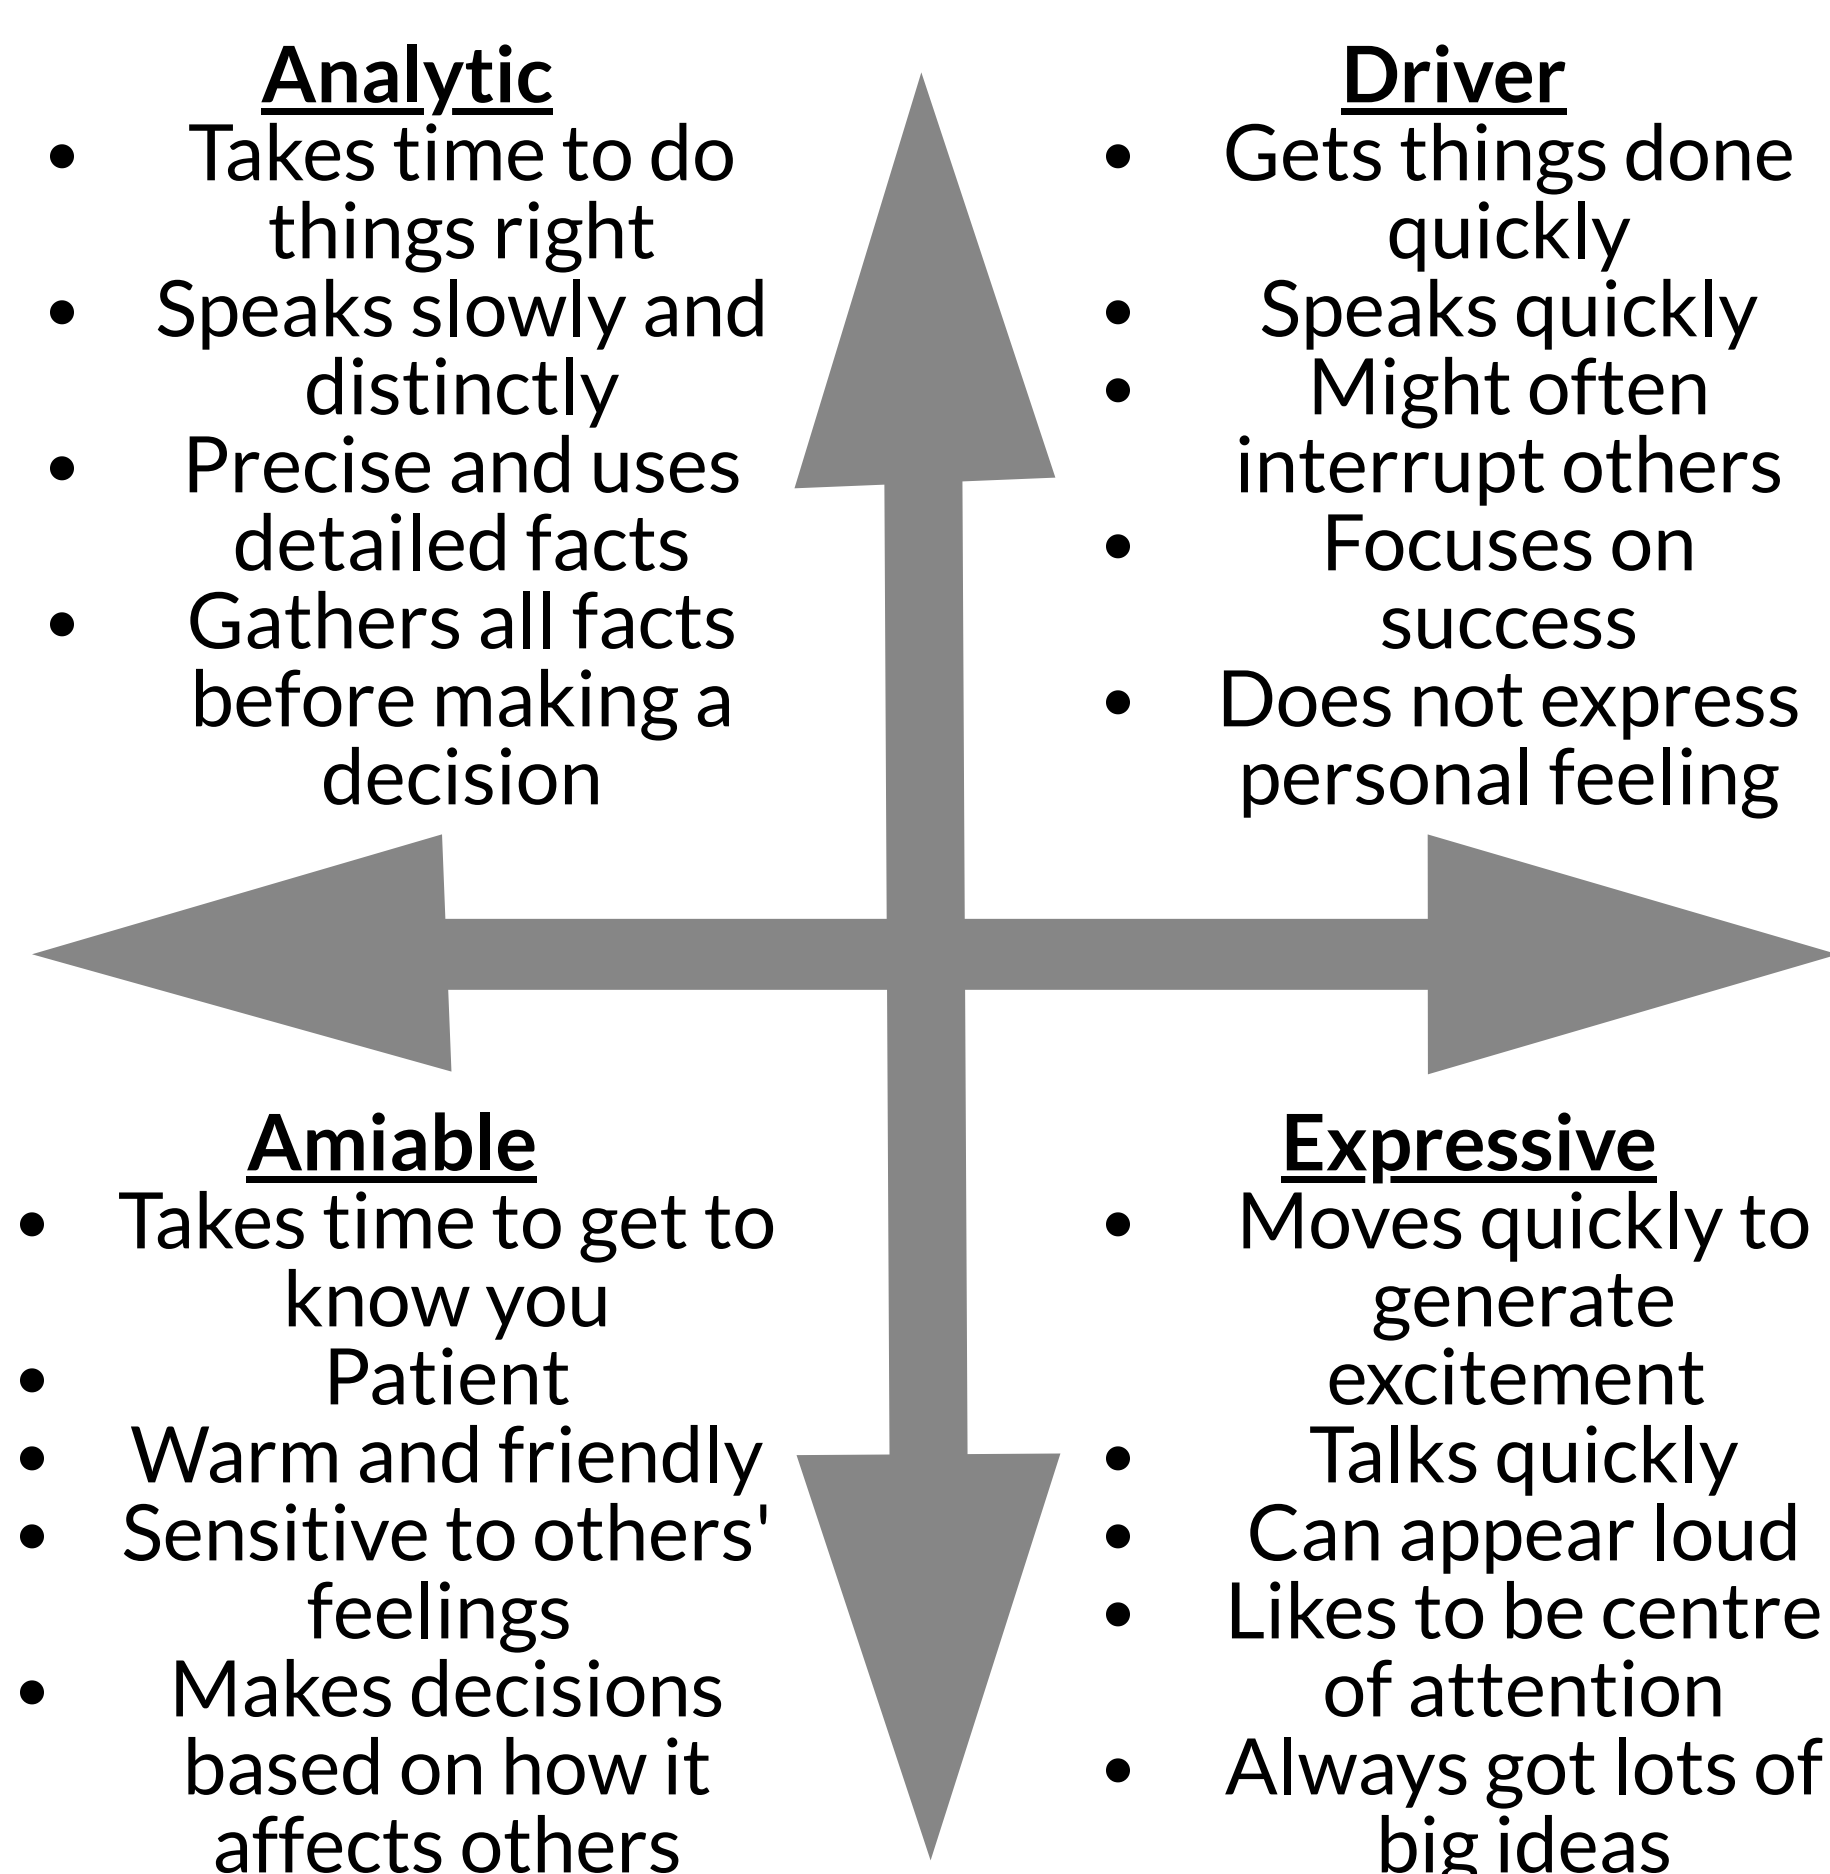 Analytic
• Takes time to do
things right
• Speaks slowly and
distinctly
• Precise and uses
detailed facts
• Gathers all facts
before making a
decision
Driver
• Gets things done
quickly
• Speaks quickly
• Might often
interrupt others
• Focuses on
success
• Does not express
personal feeling
Amiable
• Takes time to get to
know you
• Patient
• Warm and friendly
• Sensitive to others'
feelings
• Makes decisions
based on how it
affects others
Expressive
• Moves quickly to
generate
excitement
• Talks quickly
• Can appear loud
• Likes to be centre
of attention
• Always got lots of
big ideas